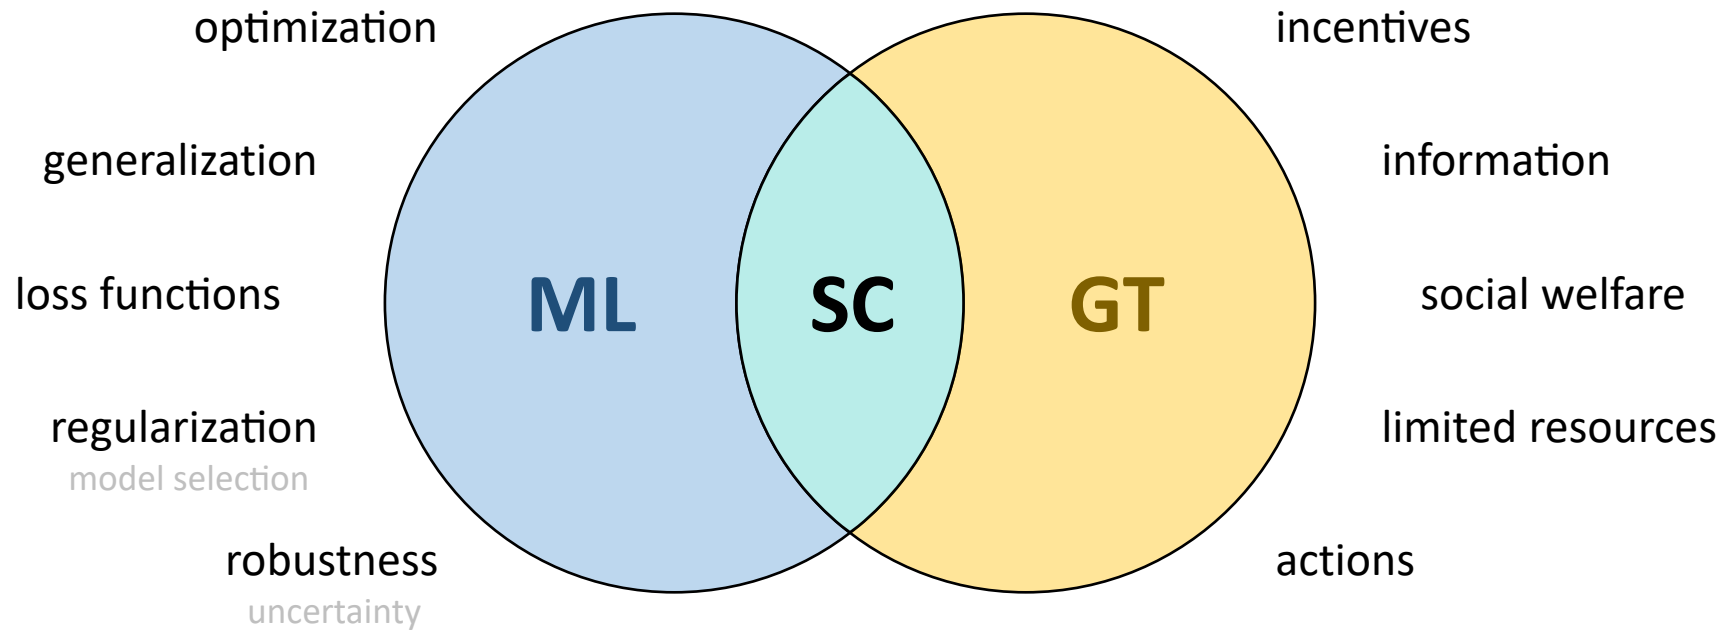 optimization
incentives
generalization
information
loss functions
ML
SC
GT
social welfare
regularization
model selection
limited resources
robustness
uncertainty
actions